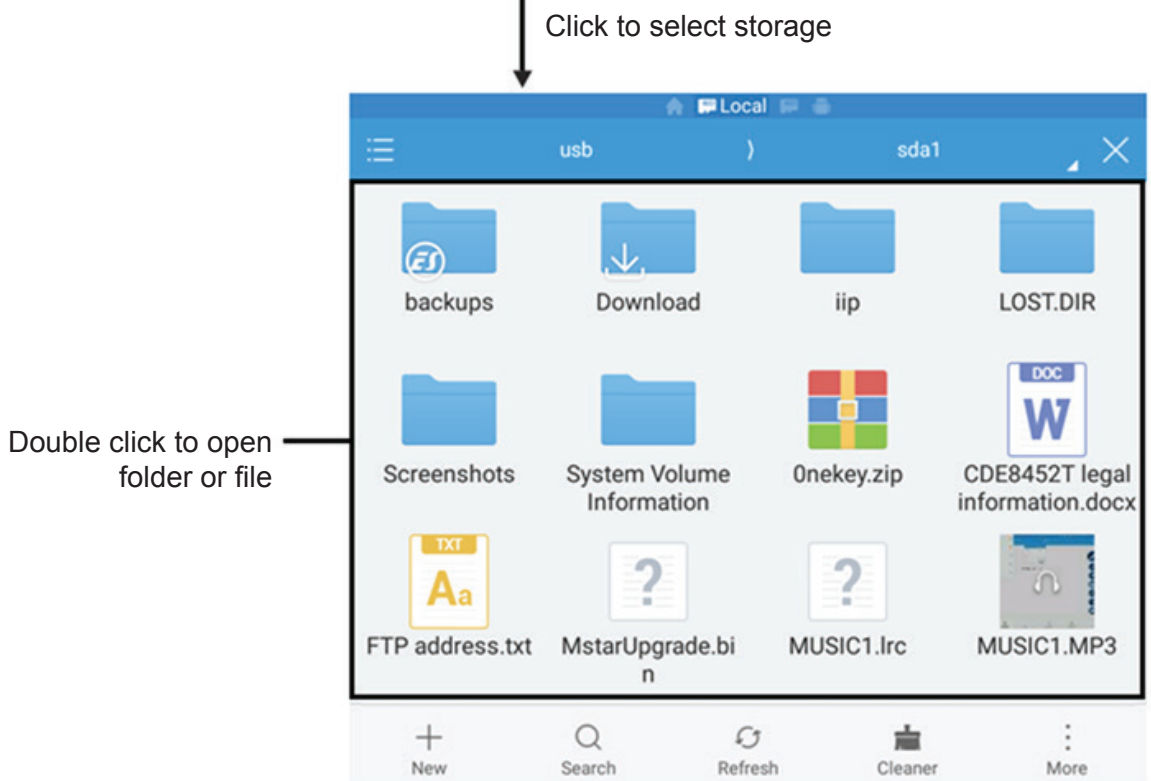 Click to select storage
Local
usb
sda1
ES
backups
Download
iip
LOST.DIR
DOC
W
Double click to open
folder or file
Screenshots
System Volume
Information
0nekey.zip
CDE8452T legal
information.docx
TXT
Aa
?
?
FTP address.txt
MstarUpgrade.bi
n
MUSIC1.lrc
MUSIC1.MP3
New
Search
Refresh
Cleaner
More